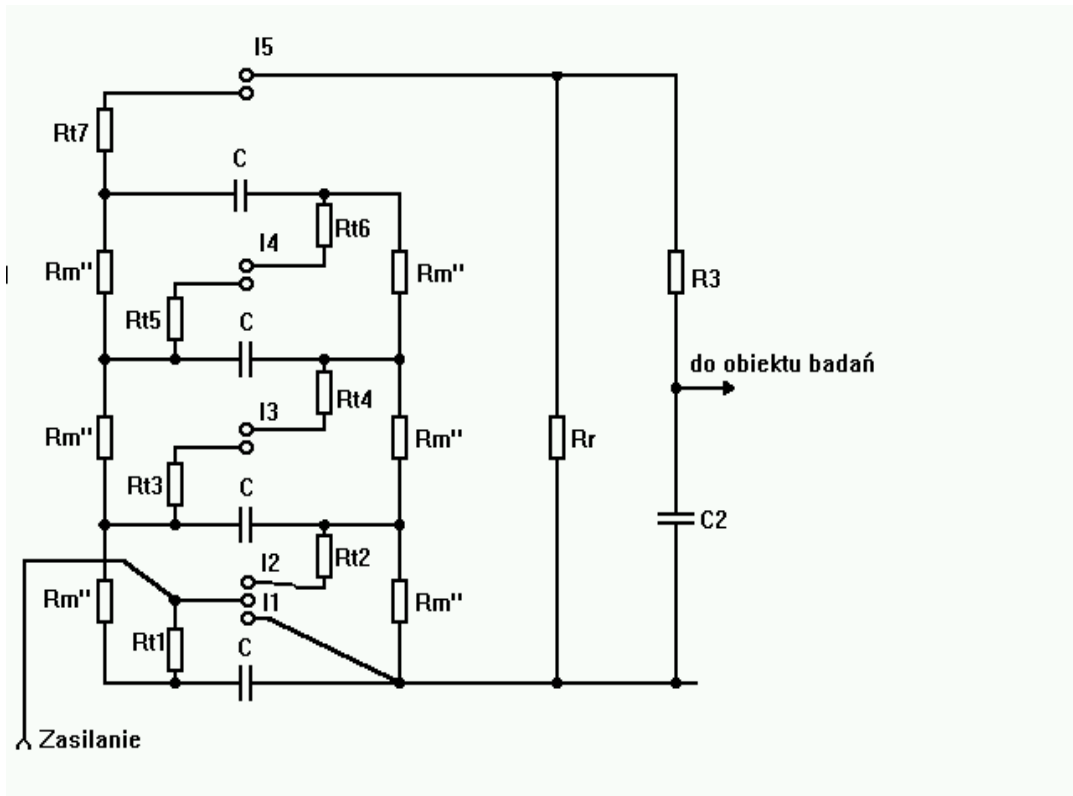 I5
Rt7
C
Rt6
I4
Rm"
Rm"
Rt5
C
do obiektu badań
R3
Rt4
I3
Rm"
Rm"
Rr
Rt3
C
C2
I2
Rt2
I1
Rm"
Rm"
Rt1
C
Zasilanie